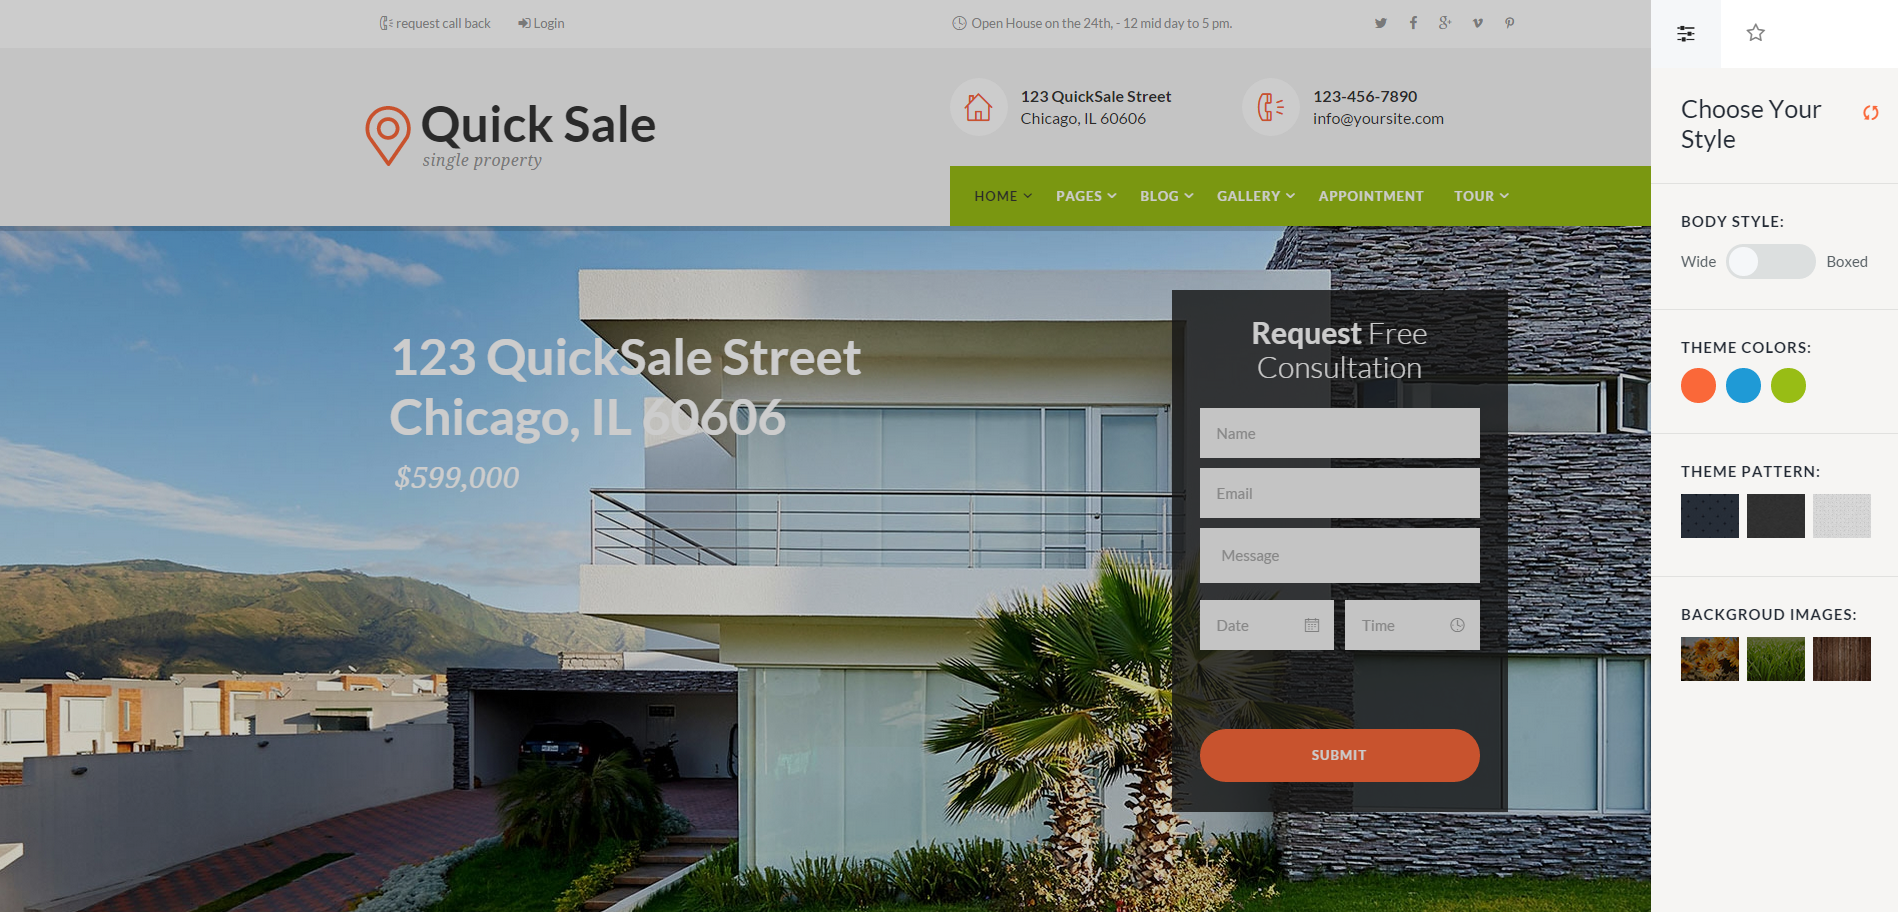 request call back
Login
Open House on the 24th, - 12 mid day to 5 pm.
Quick Sale
single property
123 QuickSale Street
Chicago, IL 60606
123-456-7890
info@yoursite.com
HOME
PAGES
BLOG
GALLERY
APPOINTMENT
TOUR
123 QuickSale Street
Chicago, IL 60606
$599,000
Request Free
Consultation
Name
Email
Message
Date
Time
SUBMIT
Choose Your
Style
BODY STYLE:
Wide
Boxed
THEME COLORS:
THEME PATTERN:
BACKGROUD IMAGES: